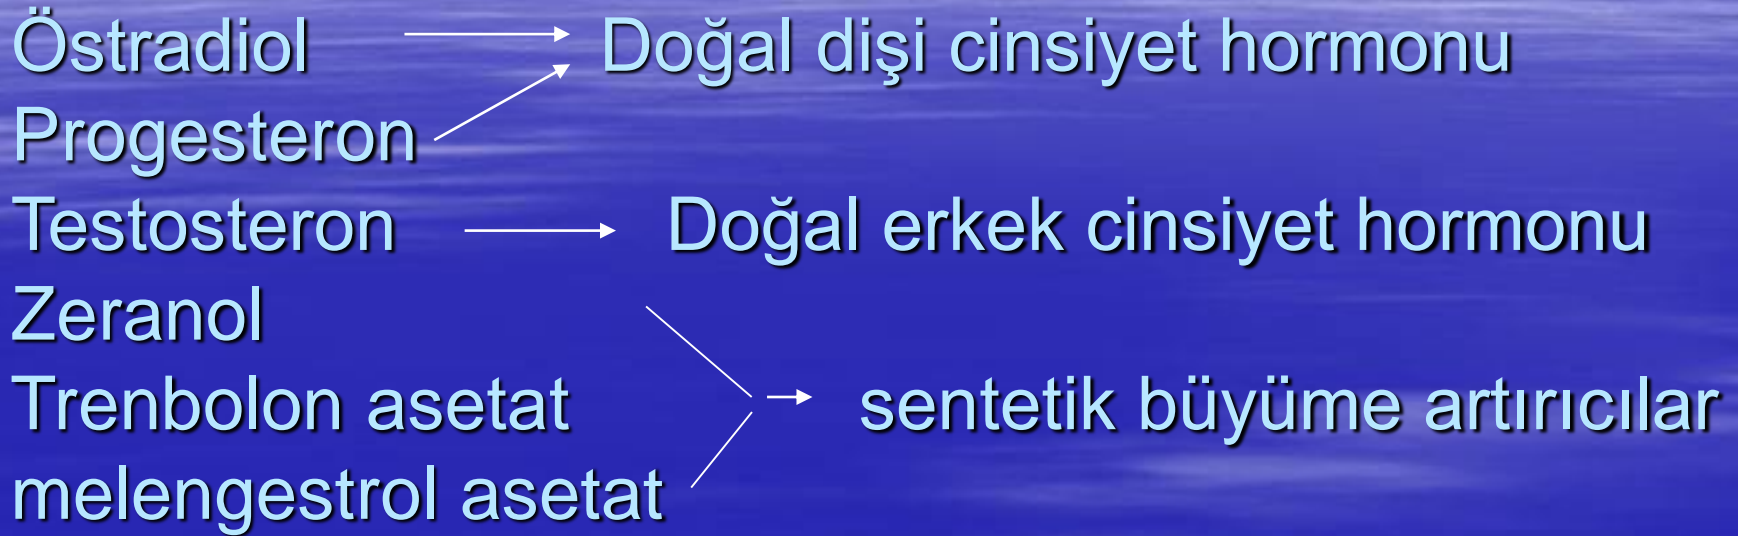 Östradiol Doğal dişi cinsiyet hormonu
Progesteron
Testosteron Doğal erkek cinsiyet hormonu
Zeranol
Trenbolon asetat sentetik büyüme artırıcılar
melengestrol asetat